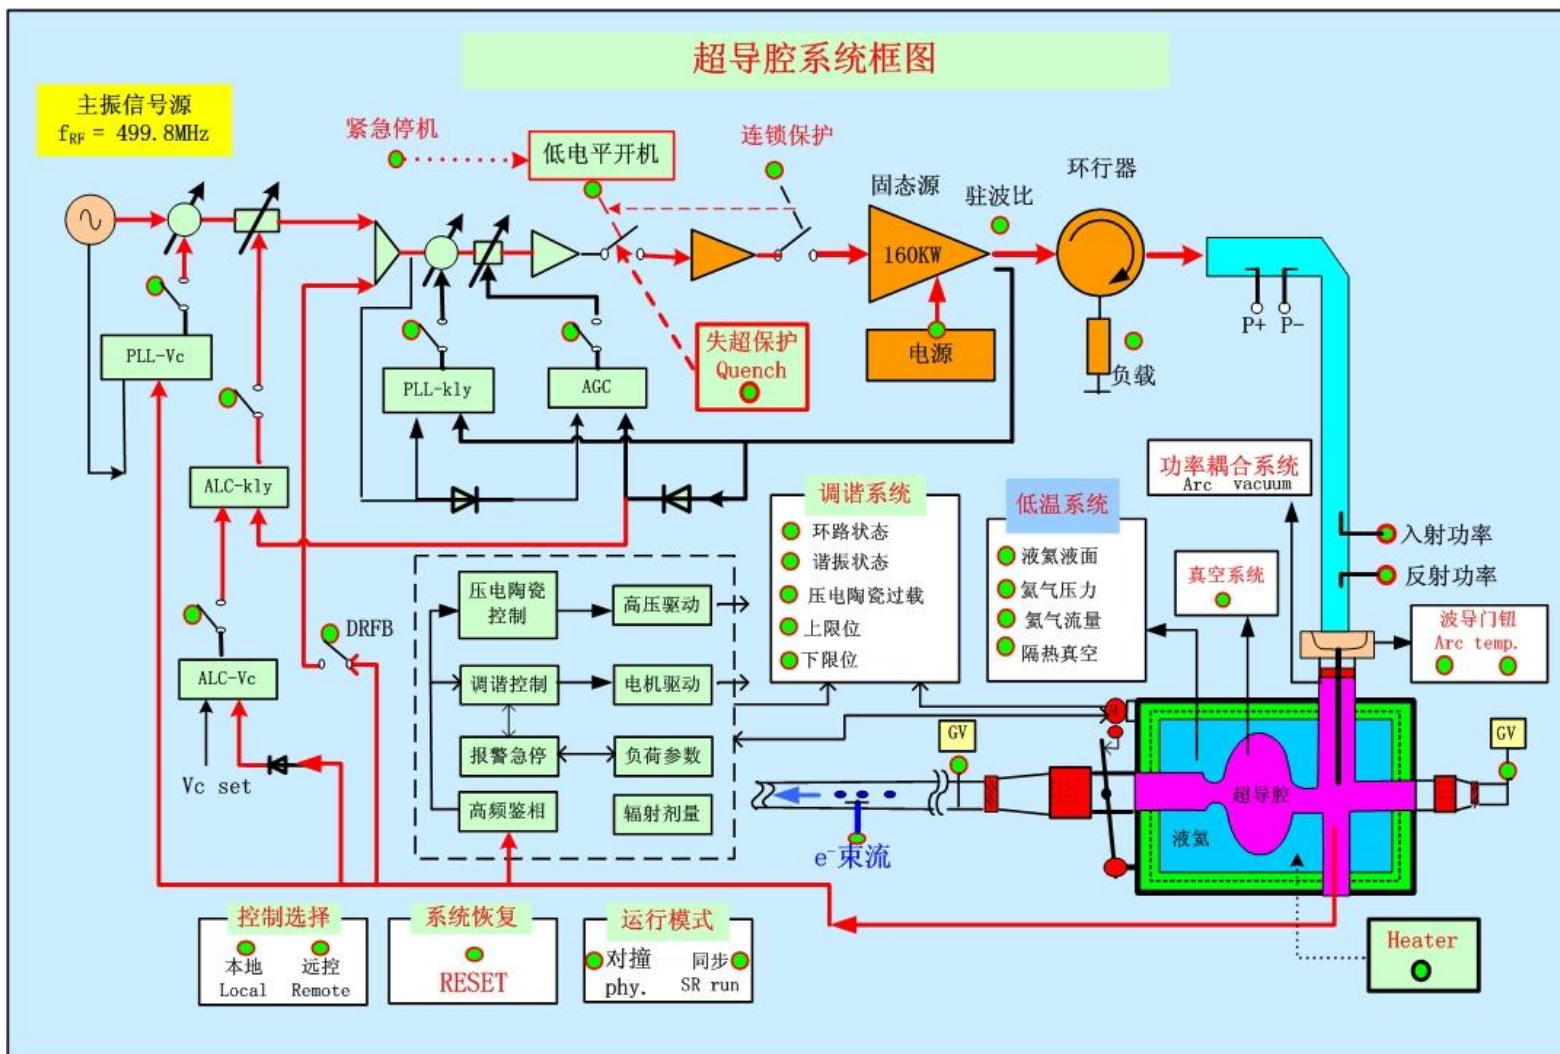 超导腔系统框图
主振信号源
fRF = 499.8MHz
紧急停机
低电平开机
连锁保护
固态源
驻波比
环行器
160KW
电源
失超保护
Quench
负载
P+ P-
PLL-Vc
PLL-kly
AGC
ALC-kly
ALC-Vc
Vc set
DRFB
功率耦合系统
Arc vacuum
入射功率
反射功率
波导门钮
Arc temp.
真空系统
低温系统
液氦液面
氦气压力
氦气流量
隔热真空
调谐系统
环路状态
谐振状态
压电陶瓷过载
上限位
下限位
压电陶瓷
控制
高压驱动
调谐控制
电机驱动
报警急停
负荷参数
高频鉴相
辐射剂量
GV
GV
M
超导腔
液氦
e-束流
Heater
控制选择
本地
Local
远控
Remote
系统恢复
RESET
运行模式
对撞
phy.
同步
SR run